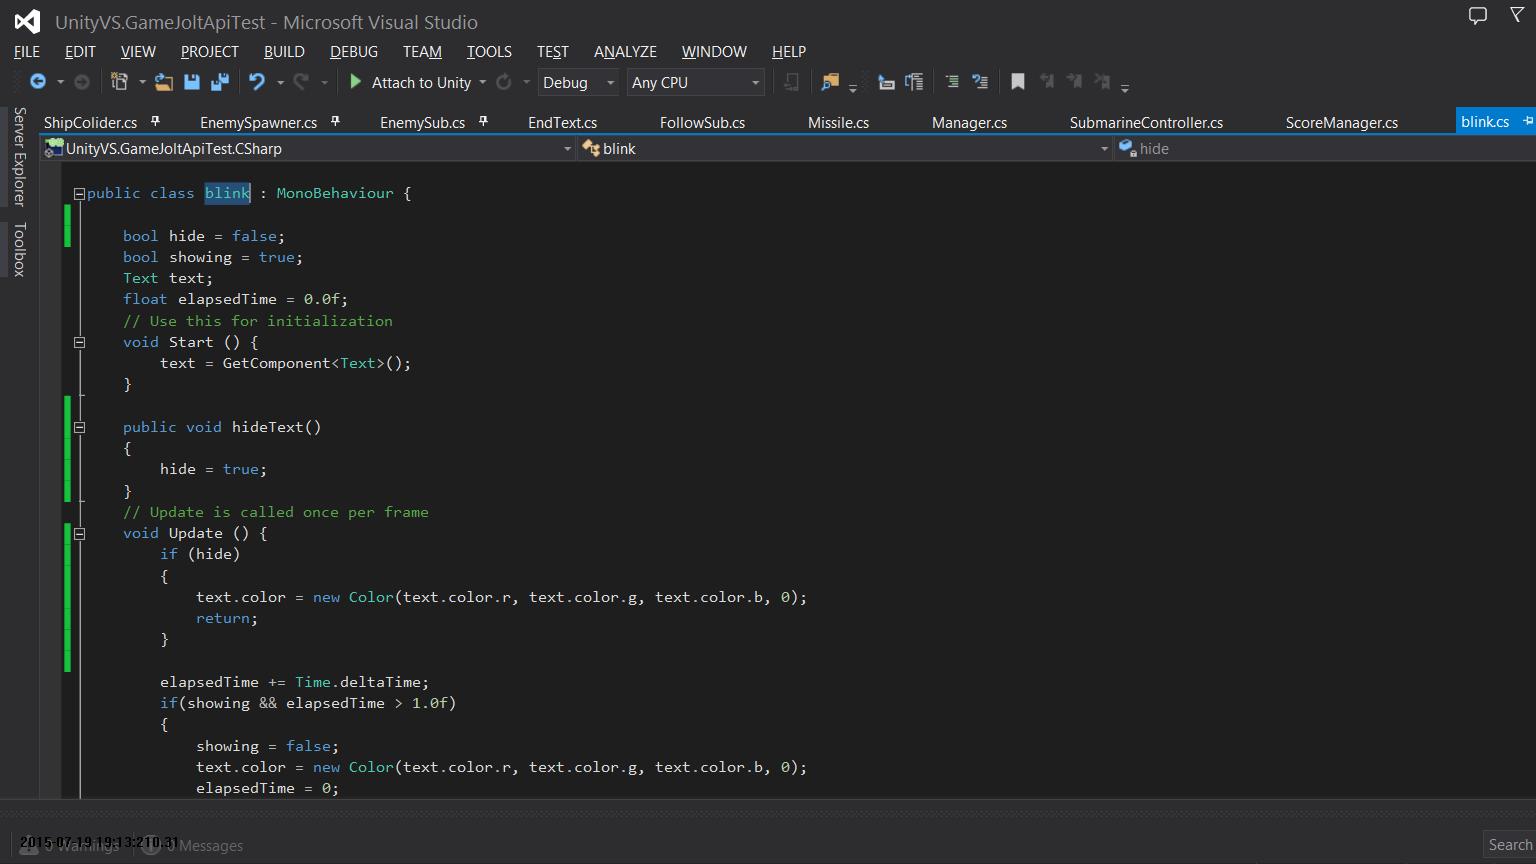 UnityVS.GameJoltApiTest - Microsoft Visual Studio
FILE EDIT VIEW PROJECT BUILD DEBUG TEAM TOOLS TEST ANALYZE WINDOW HELP
Attach to Unity Debug Any CPU
Server Explorer
Toolbox
ShipColider.cs EnemySpawner.cs EnemySub.cs EndText.cs FollowSub.cs Missile.cs Manager.cs SubmarineController.cs ScoreManager.cs blink.cs
UnityVS.GameJoltApiTest.CSharp blink hide
public class blink : MonoBehaviour {
bool hide = false;
bool showing = true;
Text text;
float elapsedTime = 0.0f;
// Use this for initialization
void Start () {
text = GetComponent<Text>();
}
public void hideText()
{
hide = true;
}
// Update is called once per frame
void Update () {
if (hide)
{
text.color = new Color(text.color.r, text.color.g, text.color.b, 0);
return;
}
elapsedTime += Time.deltaTime;
if(showing && elapsedTime > 1.0f)
{
showing = false;
text.color = new Color(text.color.r, text.color.g, text.color.b, 0);
elapsedTime = 0;
2015-07-19 19:13:210.31
0 Warnings 0 Messages
Search